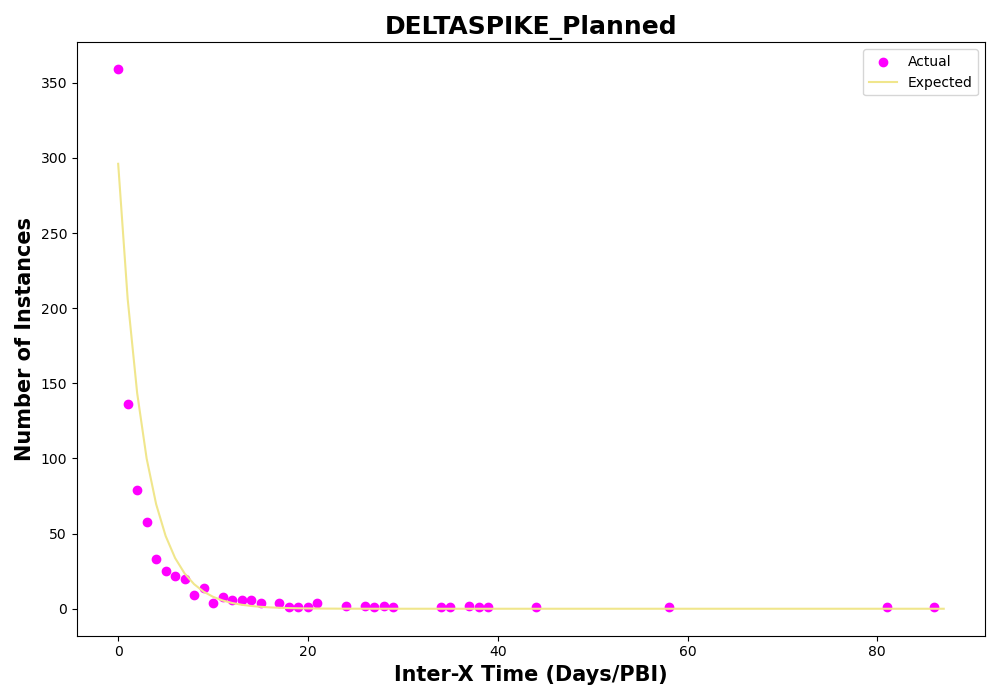 DELTASPIKE_Planned
Actual
Expected
Number of Instances
350
300
250
200
150
100
50
0
0 20 40 60 80
Inter-X Time (Days/PBI)